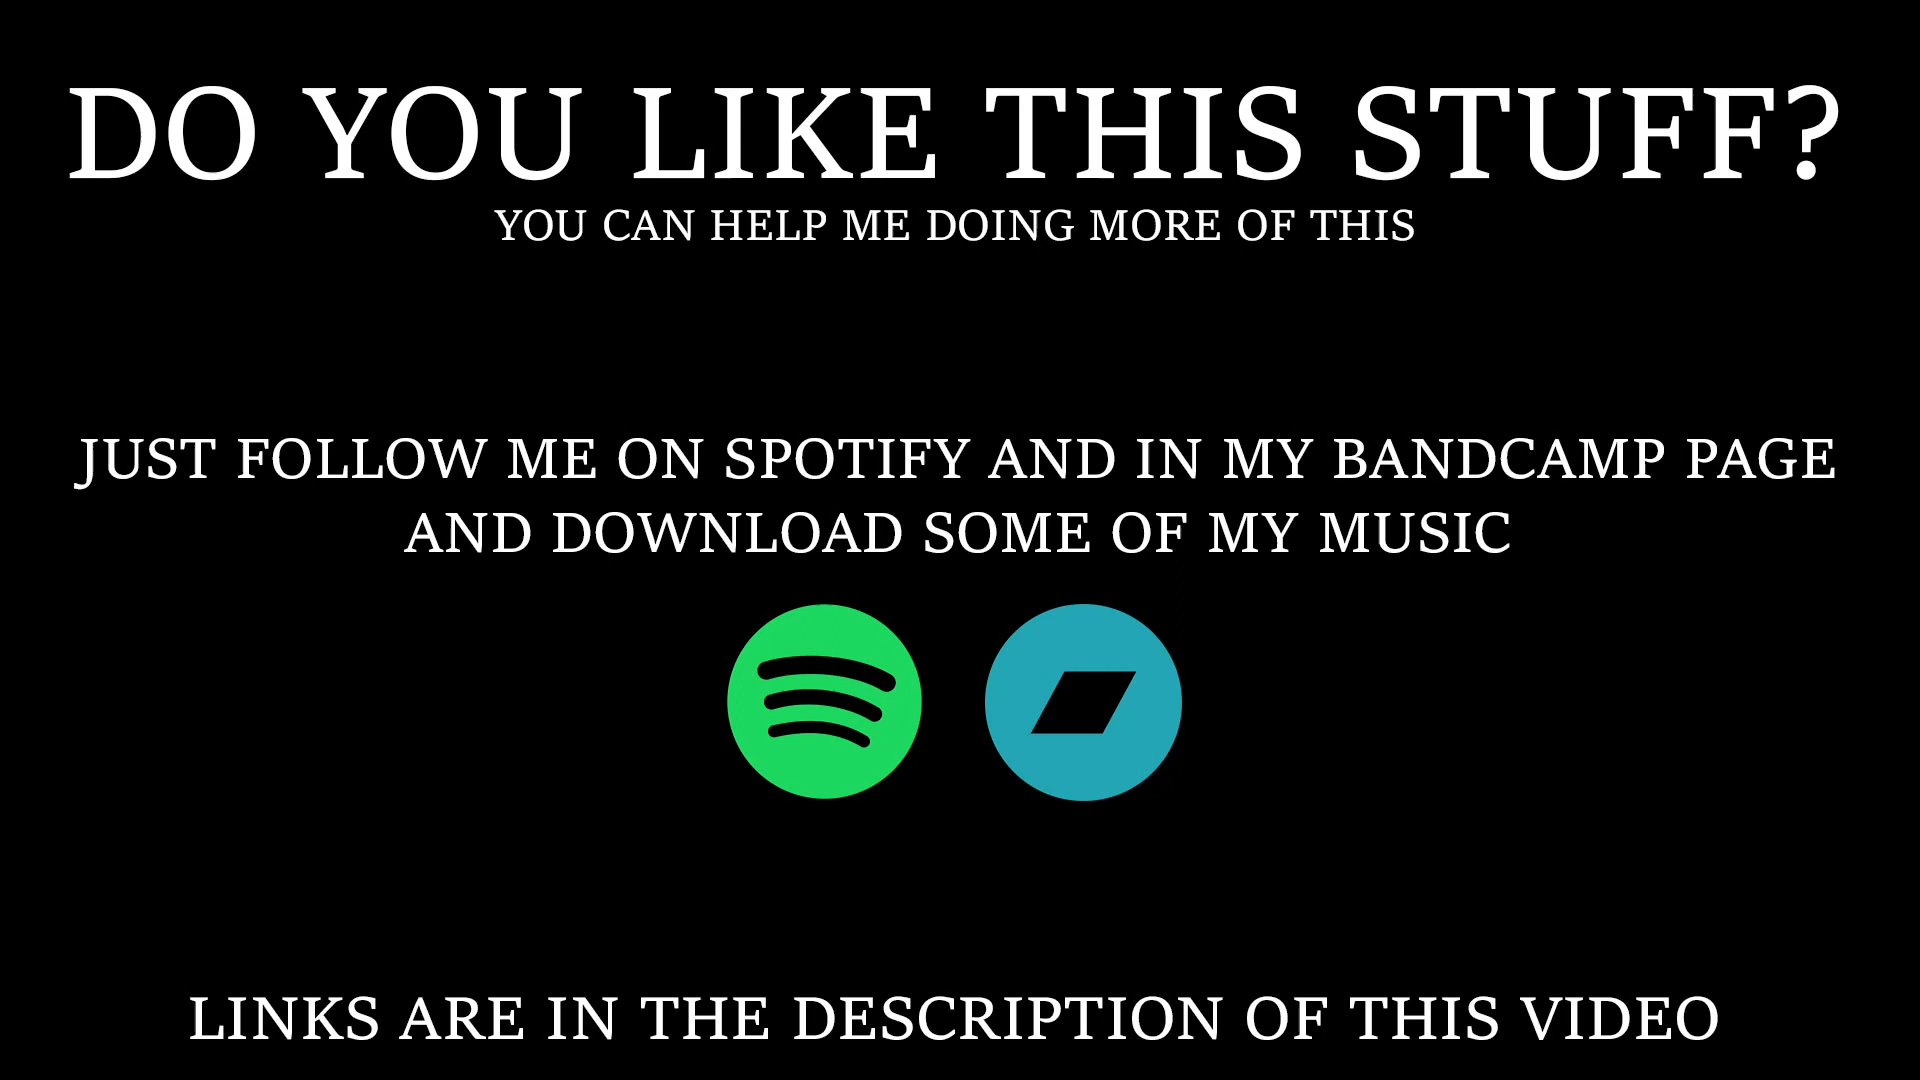 DO YOU LIKE THIS STUFF?
YOU CAN HELP ME DOING MORE OF THIS
JUST FOLLOW ME ON SPOTIFY AND IN MY BANDCAMP PAGE
AND DOWNLOAD SOME OF MY MUSIC
LINKS ARE IN THE DESCRIPTION OF THIS VIDEO